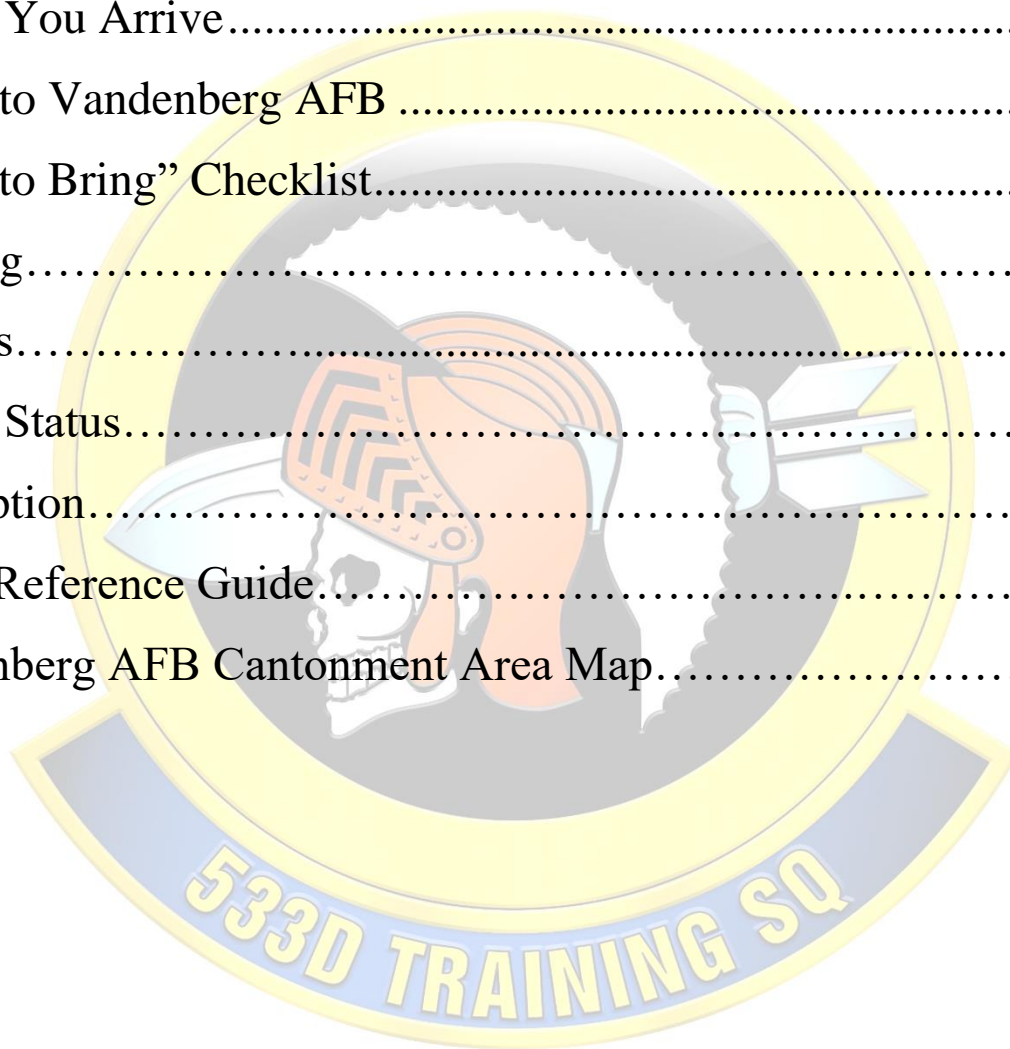 You Arrive..............................................................
to Vandenberg AFB ..................................................
to Bring” Checklist....................................................
g……………………………………………………………
s………………......................................................
Status………………………………………………………
ption………………………………………………………
Reference Guide……………………………………………
nberg AFB Cantonment Area Map……………………
533D TRAINING SQ